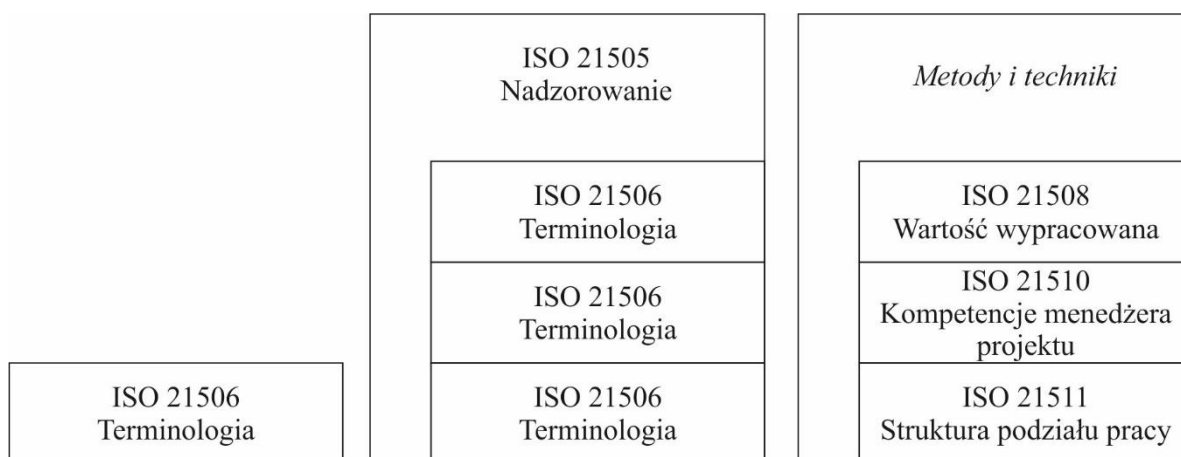 ISO 21505
Nadzorowanie
Metody i techniki
ISO 21506
Terminologia
ISO 21508
Wartość wypracowana
ISO 21506
Terminologia
ISO 21510
Kompetencje menedżera
projektu
ISO 21506
Terminologia
ISO 21506
Terminologia
ISO 21511
Struktura podziału pracy